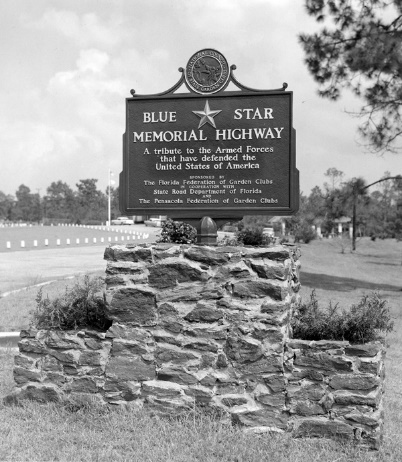 BLUE STAR
MEMORIAL HIGHWAY
A tribute to the Armed Forces
that have defended the
United States of America
SPONSORED BY
The Florida Federation of Garden Clubs
IN COOPERATION WITH
State Road Department of Florida
AND
The Pensacola Federation of Garden Clubs